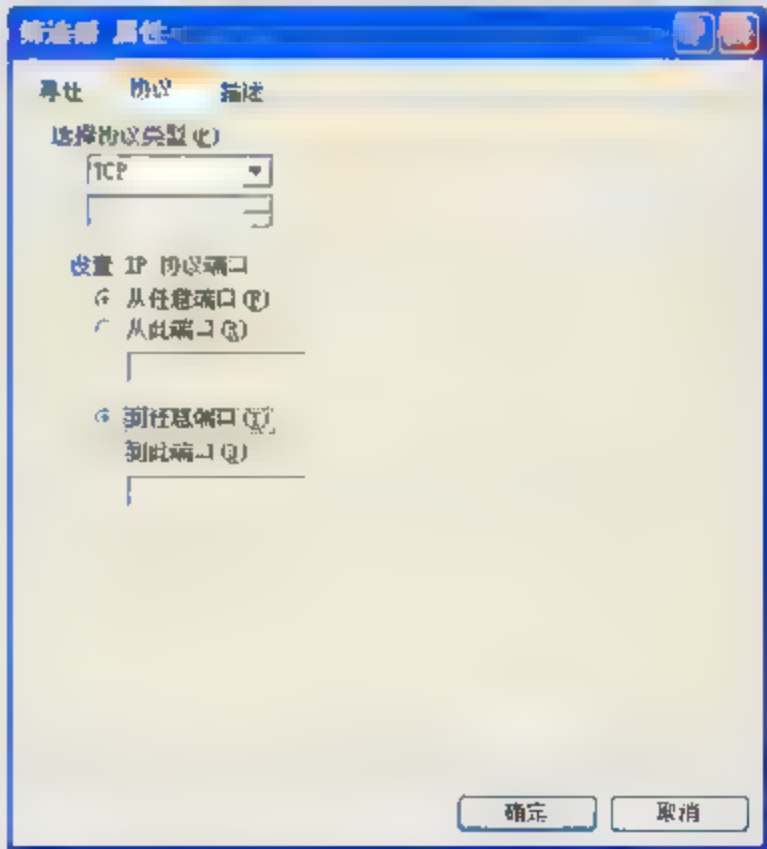 筛选器 属性
寻址 协议 描述
选择协议类型(P)
TCP
设置 IP 协议端口
从任意端口(F)
从此端口(R)
到任意端口(T)
到此端口(O)
确定 取消